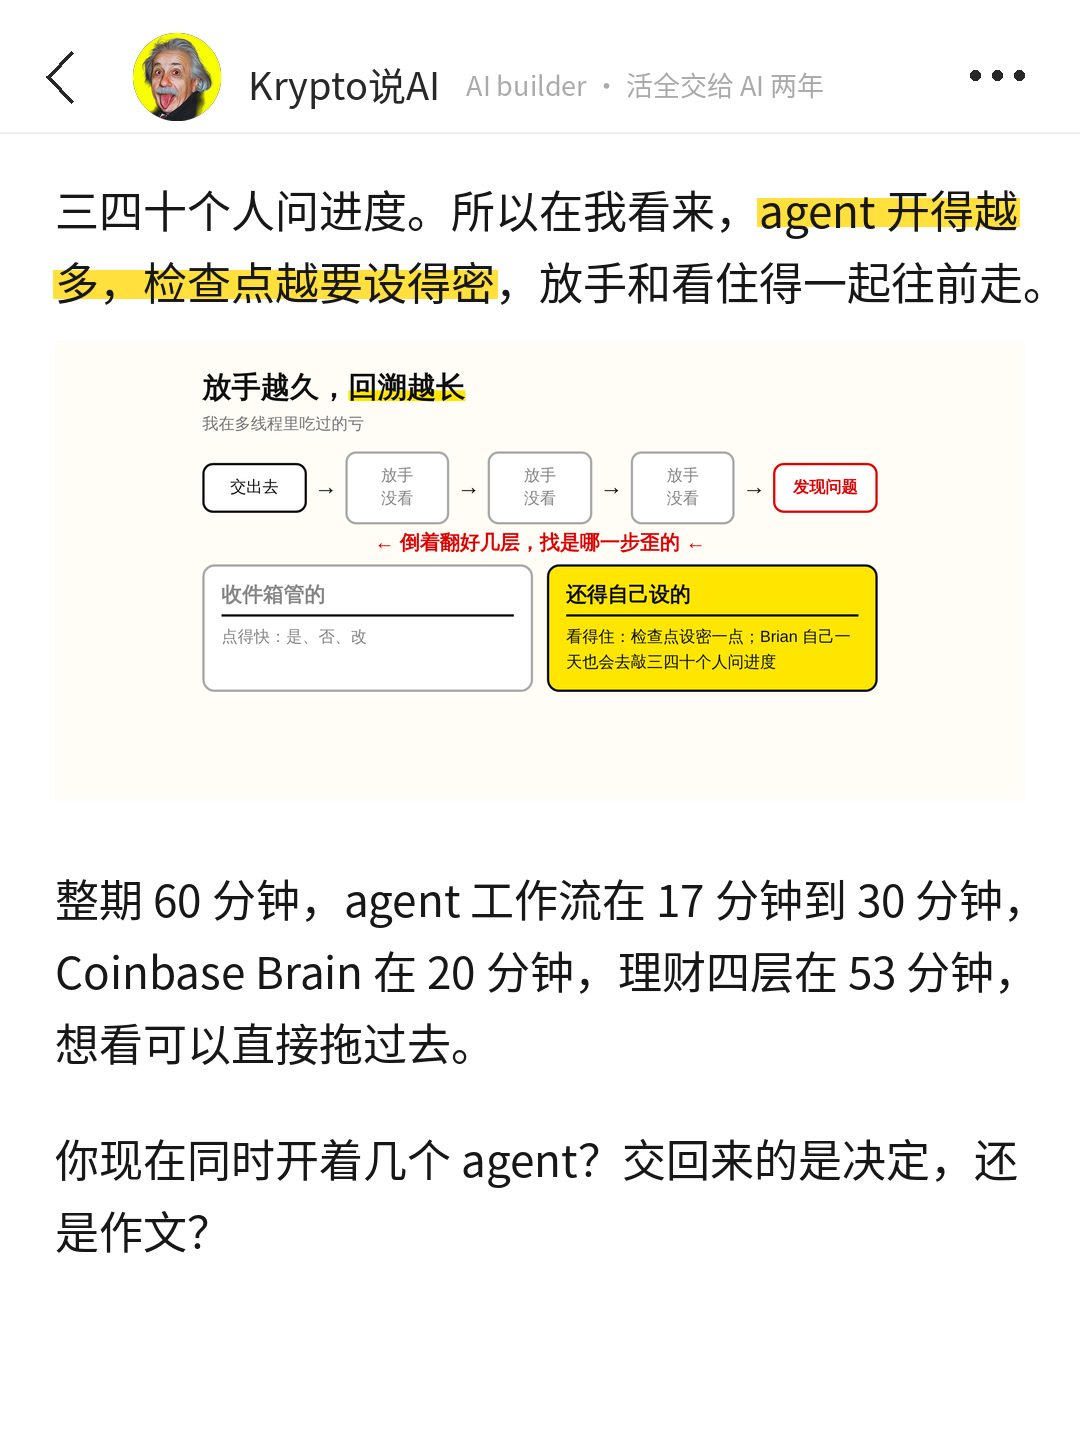 Krypto说AI AI builder · 活全交给 AI 两年
三四十个人问进度。所以在我看来，agent 开得越
多，检查点越要设得密，放手和看住得一起往前走。
放手越久，回溯越长
我在多线程里吃过的亏
交出去 → 放手没看 → 放手没看 → 放手没看 → 发现问题
← 倒着翻好几层，找是哪一步歪的 ←
收件箱管的
点得快：是、否、改
还得自己设的
看得住：检查点设密一点；Brian 自己一
天也会去敲三四十个人问进度
整期 60 分钟，agent 工作流在 17 分钟到 30 分钟，
Coinbase Brain 在 20 分钟，理财四层在 53 分钟，
想看可以直接拖过去。
你现在同时开着几个 agent？交回来的是决定，还
是作文？